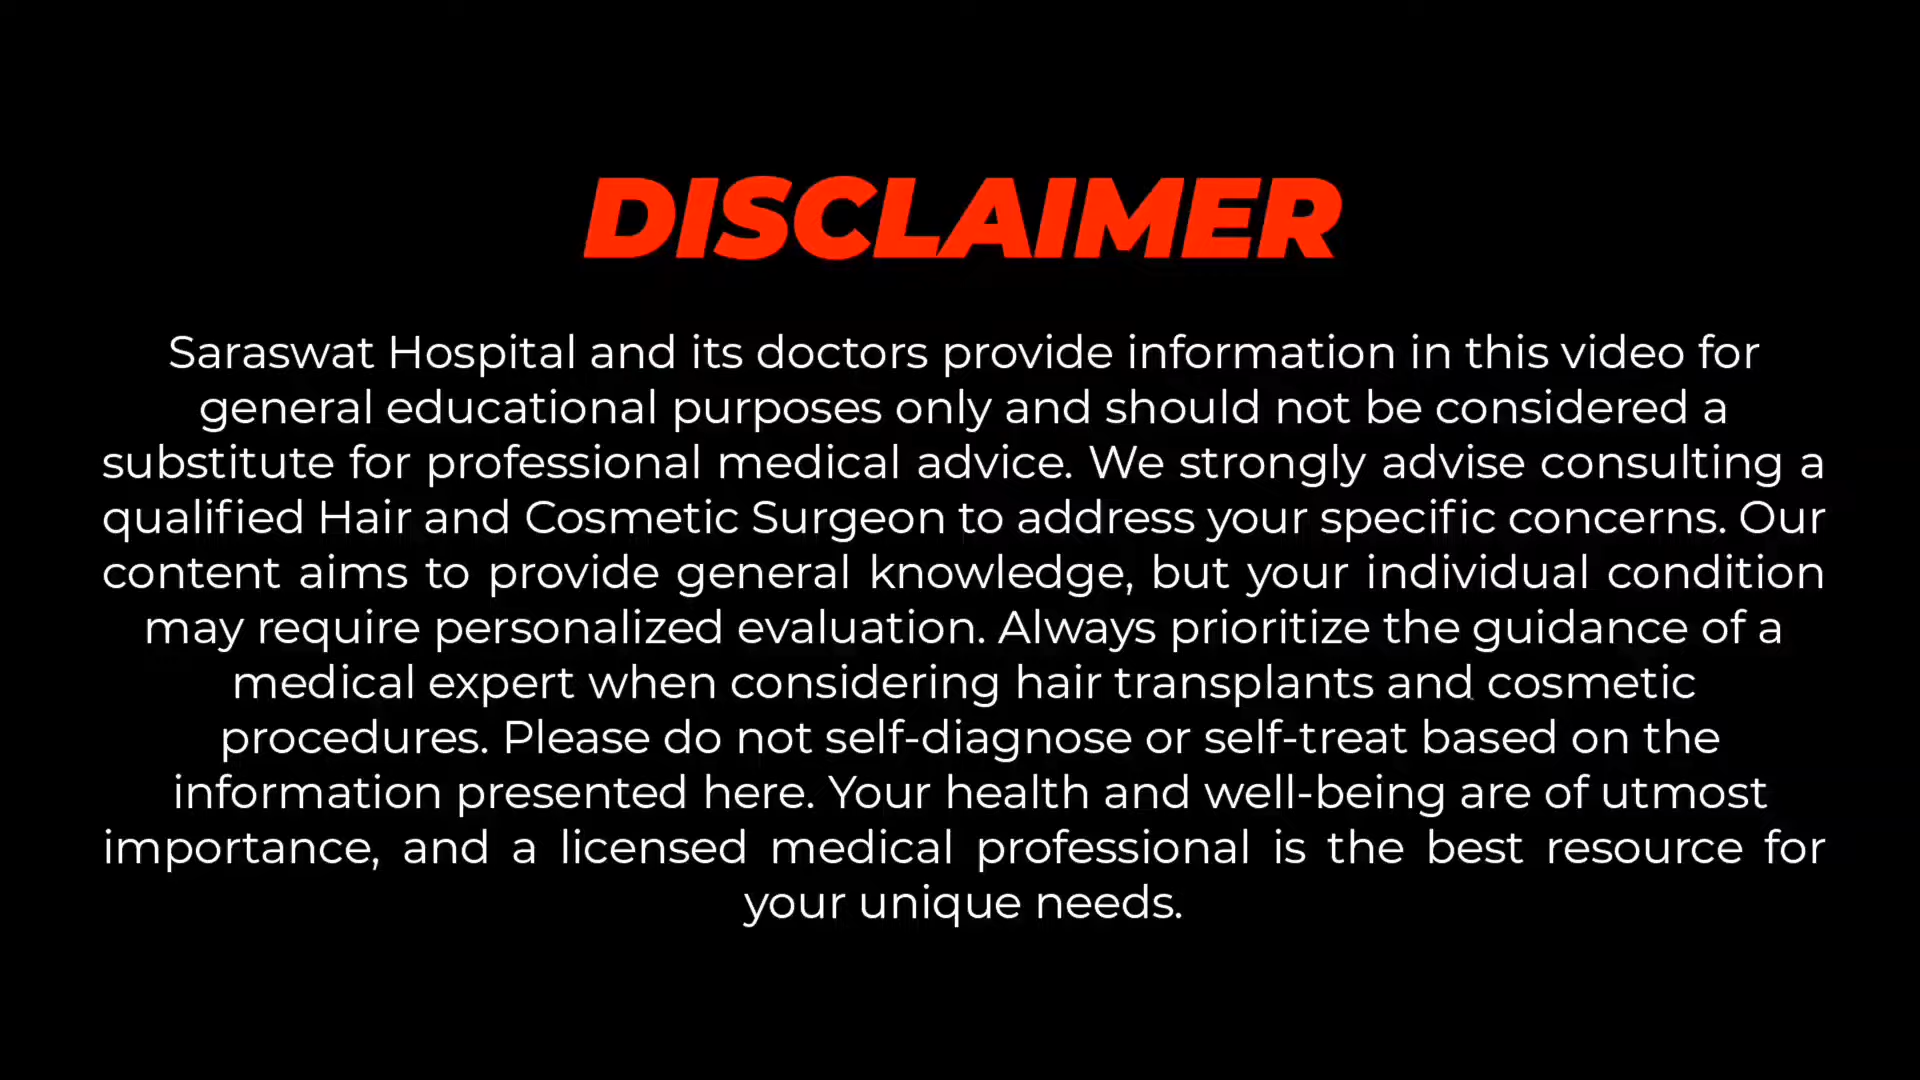 DISCLAIMER
Saraswat Hospital and its doctors provide information in this video for
general educational purposes only and should not be considered a
substitute for professional medical advice. We strongly advise consulting a
qualified Hair and Cosmetic Surgeon to address your specific concerns. Our
content aims to provide general knowledge, but your individual condition
may require personalized evaluation. Always prioritize the guidance of a
medical expert when considering hair transplants and cosmetic
procedures. Please do not self-diagnose or self-treat based on the
information presented here. Your health and well-being are of utmost
importance, and a licensed medical professional is the best resource for
your unique needs.